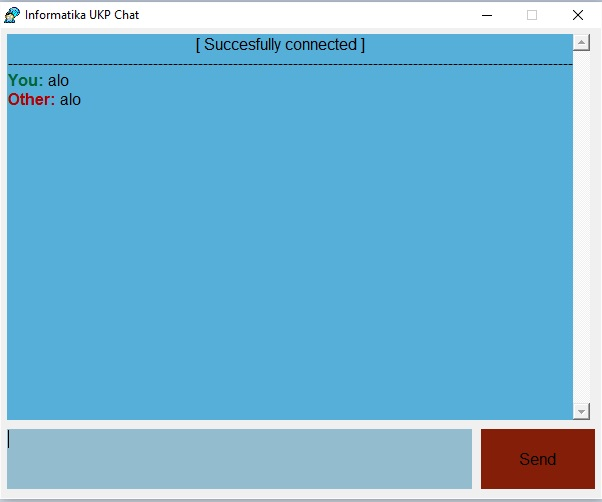 Informatika UKP Chat
[ Succesfully connected ]
You: alo
Other: alo
Send